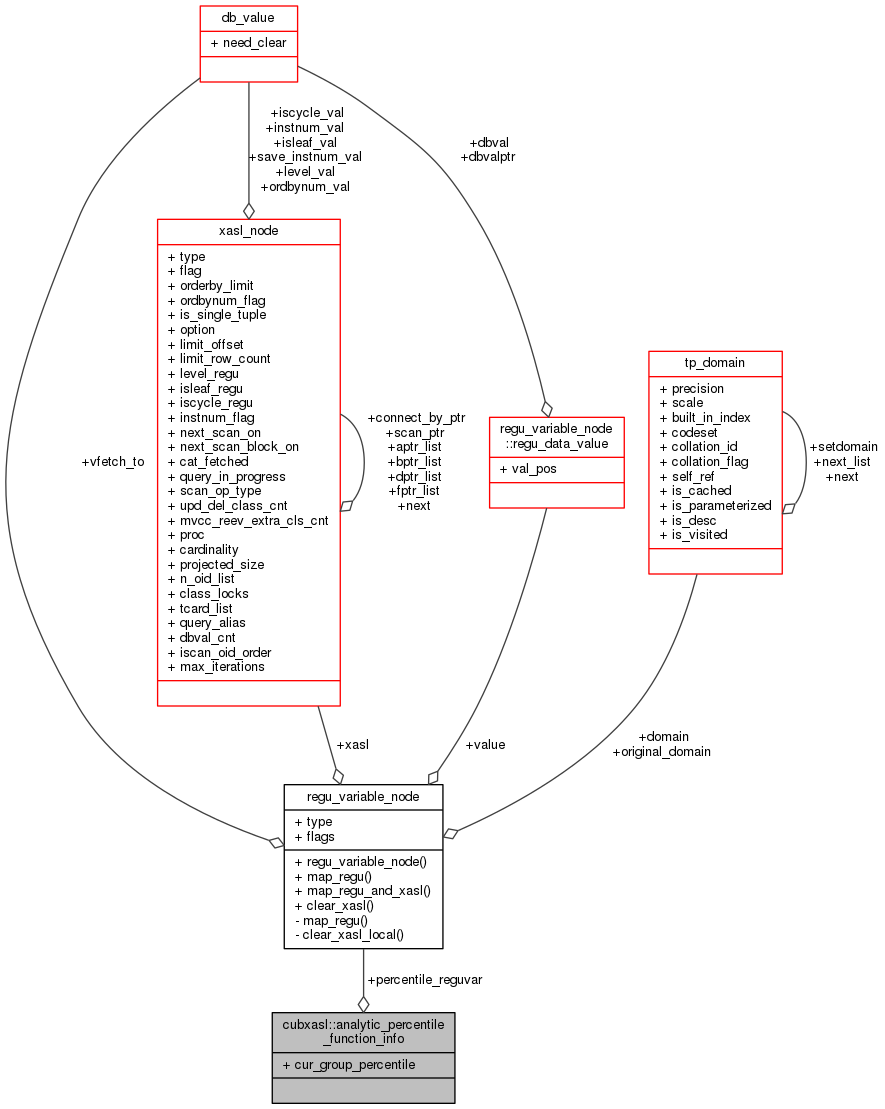 db_value
+ need_clear
+iscycle_val
+instnum_val
+isleaf_val
+save_instnum_val
+level_val
+ordbynum_val
+dbval
+dbvalptr
xasl_node
+ type
+ flag
+ orderby_limit
+ ordbynum_flag
+ is_single_tuple
+ option
+ limit_offset
+ limit_row_count
+ level_regu
+ isleaf_regu
+ iscycle_regu
+ instnum_flag
+ next_scan_on
+ next_scan_block_on
+ cat_fetched
+ query_in_progress
+ scan_op_type
+ upd_del_class_cnt
+ mvcc_reev_extra_cls_cnt
+ proc
+ cardinality
+ projected_size
+ n_oid_list
+ class_locks
+ tcard_list
+ query_alias
+ dbval_cnt
+ iscan_oid_order
+ max_iterations
+connect_by_ptr
+scan_ptr
+aptr_list
+bptr_list
+dptr_list
+fptr_list
+next
regu_variable_node
::regu_data_value
+ val_pos
tp_domain
+ precision
+ scale
+ built_in_index
+ codeset
+ collation_id
+ collation_flag
+ self_ref
+ is_cached
+ is_parameterized
+ is_desc
+ is_visited
+setdomain
+next_list
+next
+vfetch_to
+xasl
+value
+domain
+original_domain
regu_variable_node
+ type
+ flags
+ regu_variable_node()
+ map_regu()
+ map_regu_and_xasl()
+ clear_xasl()
- map_regu()
- clear_xasl_local()
+percentile_reguvar
cubxasl::analytic_percentile
_function_info
+ cur_group_percentile